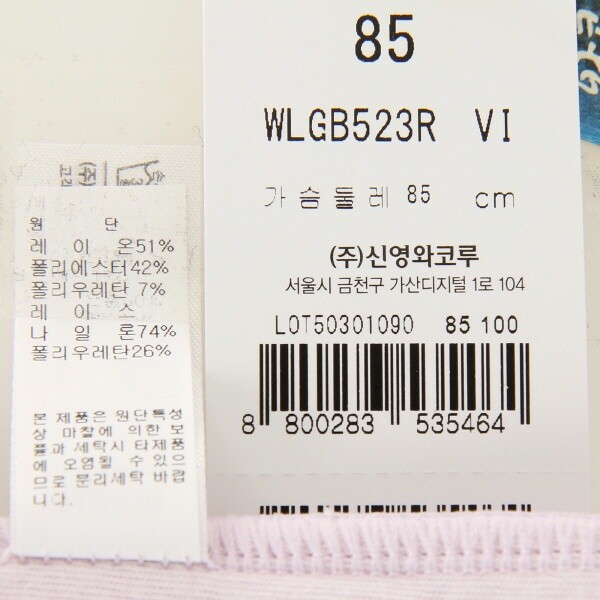 85
WLGB523R VI
가슴둘레 85 cm
(주)신영와코루
서울시 금천구 가산디지털 1로 104
LOT50301090 85 100
8 800283 535464
(주)
원 단
레 이 온51%
폴리에스터42%
폴리우레탄 7%
레 이 스
나 일 론74%
폴리우레탄26%
본 제품은 원단특성
상 마찰에 의한 보
풀과 세탁시 타제품
에 오염될 수 있으
므로 분리세탁 바랍
니다.